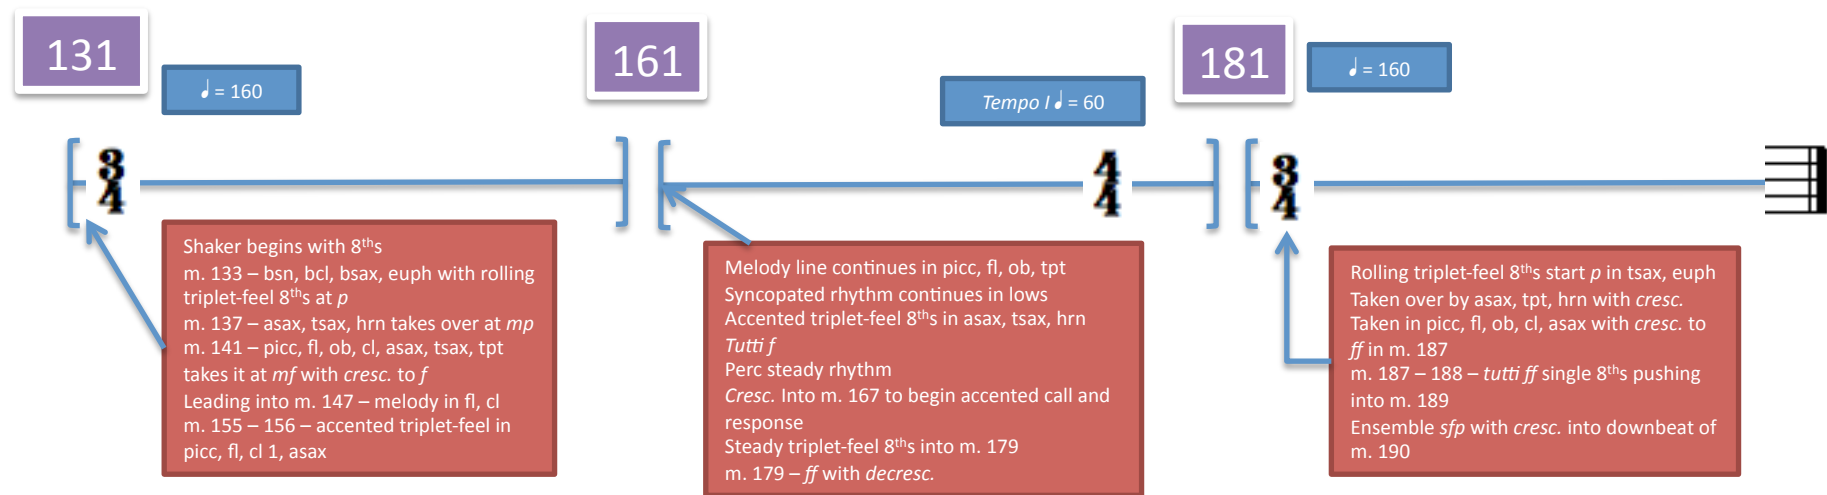 131
♩ = 160
3
4
Shaker begins with 8ths
m. 133 – bsn, bcl, bsax, euph with rolling
triplet-feel 8ths at p
m. 137 – asax, tsax, hrn takes over at mp
m. 141 – picc, fl, ob, cl, asax, tsax, tpt
takes it at mf with cresc. to f
Leading into m. 147 – melody in fl, cl
m. 155 – 156 – accented triplet-feel in
picc, fl, cl 1, asax
161
Tempo I ♩ = 60
4
4
Melody line continues in picc, fl, ob, tpt
Syncopated rhythm continues in lows
Accented triplet-feel 8ths in asax, tsax, hrn
Tutti f
Perc steady rhythm
Cresc. Into m. 167 to begin accented call and
response
Steady triplet-feel 8ths into m. 179
m. 179 – ff with decresc.
181
♩ = 160
3
4
Rolling triplet-feel 8ths start p in tsax, euph
Taken over by asax, tpt, hrn with cresc.
Taken in picc, fl, ob, cl, asax with cresc. to
ff in m. 187
m. 187 – 188 – tutti ff single 8ths pushing
into m. 189
Ensemble sfp with cresc. into downbeat of
m. 190